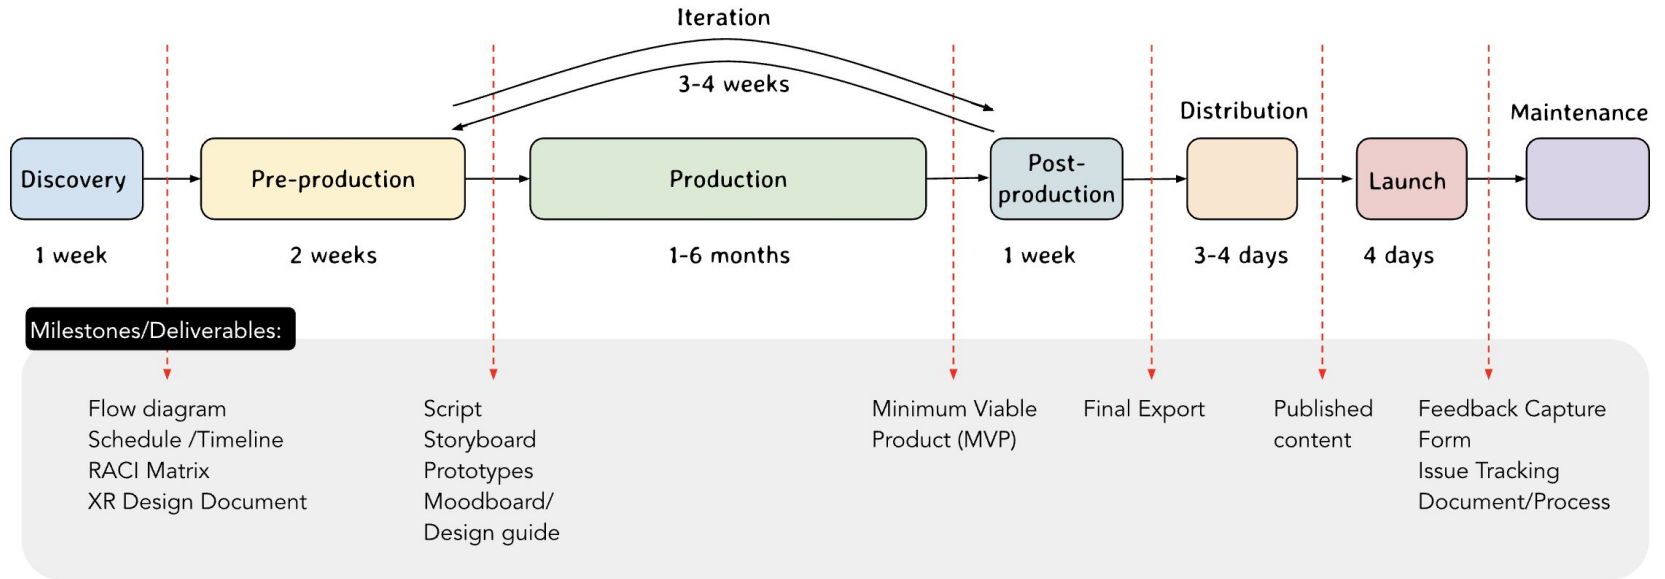 Iteration
3-4 weeks
Distribution
Maintenance
Discovery
Pre-production
Production
Post-
production
Launch
1 week
2 weeks
1-6 months
1 week
3-4 days
4 days
Milestones/Deliverables:
Flow diagram
Schedule /Timeline
RACI Matrix
XR Design Document
Script
Storyboard
Prototypes
Moodboard/
Design guide
Minimum Viable
Product (MVP)
Final Export
Published
content
Feedback Capture
Form
Issue Tracking
Document/Process